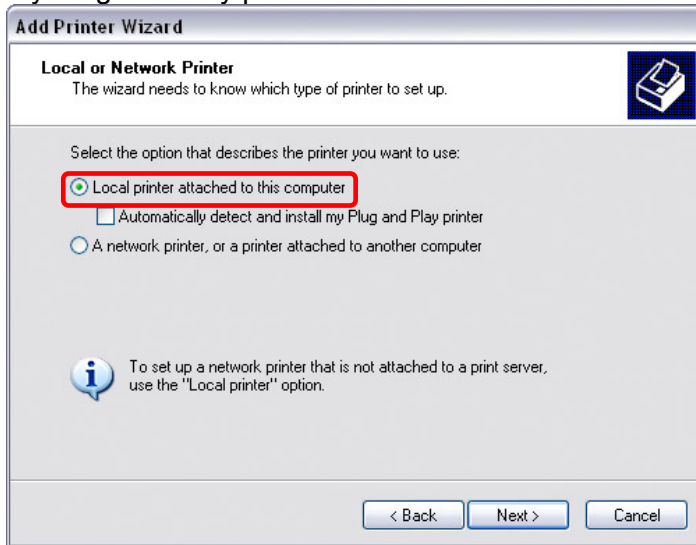 Add Printer Wizard
Local or Network Printer
The wizard needs to know which type of printer to set up.
Select the option that describes the printer you want to use:
Local printer attached to this computer
Automatically detect and install my Plug and Play printer
A network printer, or a printer attached to another computer
To set up a network printer that is not attached to a print server,
use the "Local printer" option.
< Back
Next >
Cancel